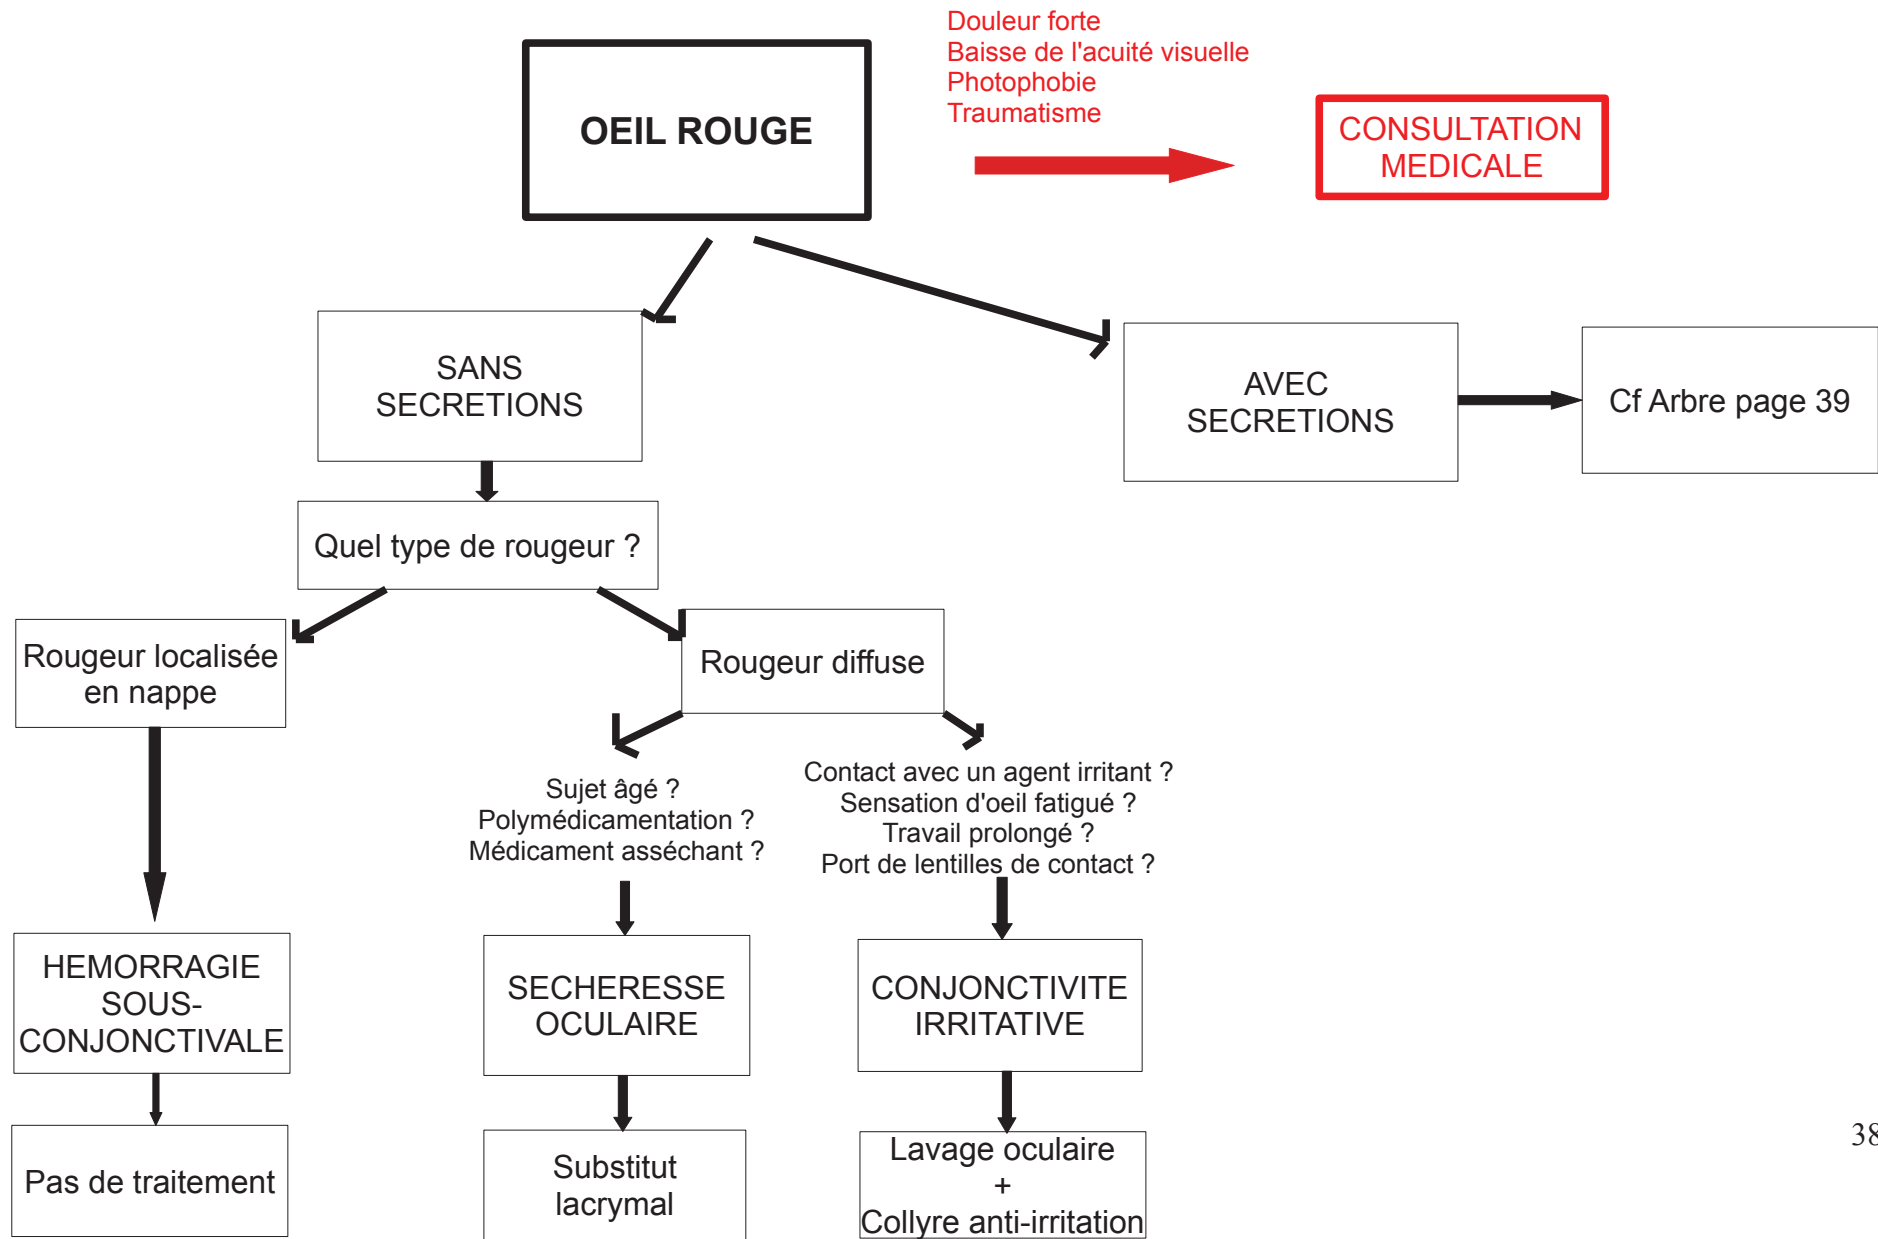 Douleur forte
Baisse de l'acuité visuelle
Photophobie
Traumatisme
OEIL ROUGE
CONSULTATION
MEDICALE
SANS
SECRETIONS
AVEC
SECRETIONS
Cf Arbre page 39
Quel type de rougeur ?
Rougeur localisée
en nappe
Rougeur diffuse
Sujet âgé ?
Polymédicamentation ?
Médicament asséchant ?
Contact avec un agent irritant ?
Sensation d'oeil fatigué ?
Travail prolongé ?
Port de lentilles de contact ?
HEMORRAGIE
SOUS-
CONJONCTIVALE
SECHERESSE
OCULAIRE
CONJONCTIVITE
IRRITATIVE
Pas de traitement
Substitut
lacrymal
Lavage oculaire
+
Collyre anti-irritation
38